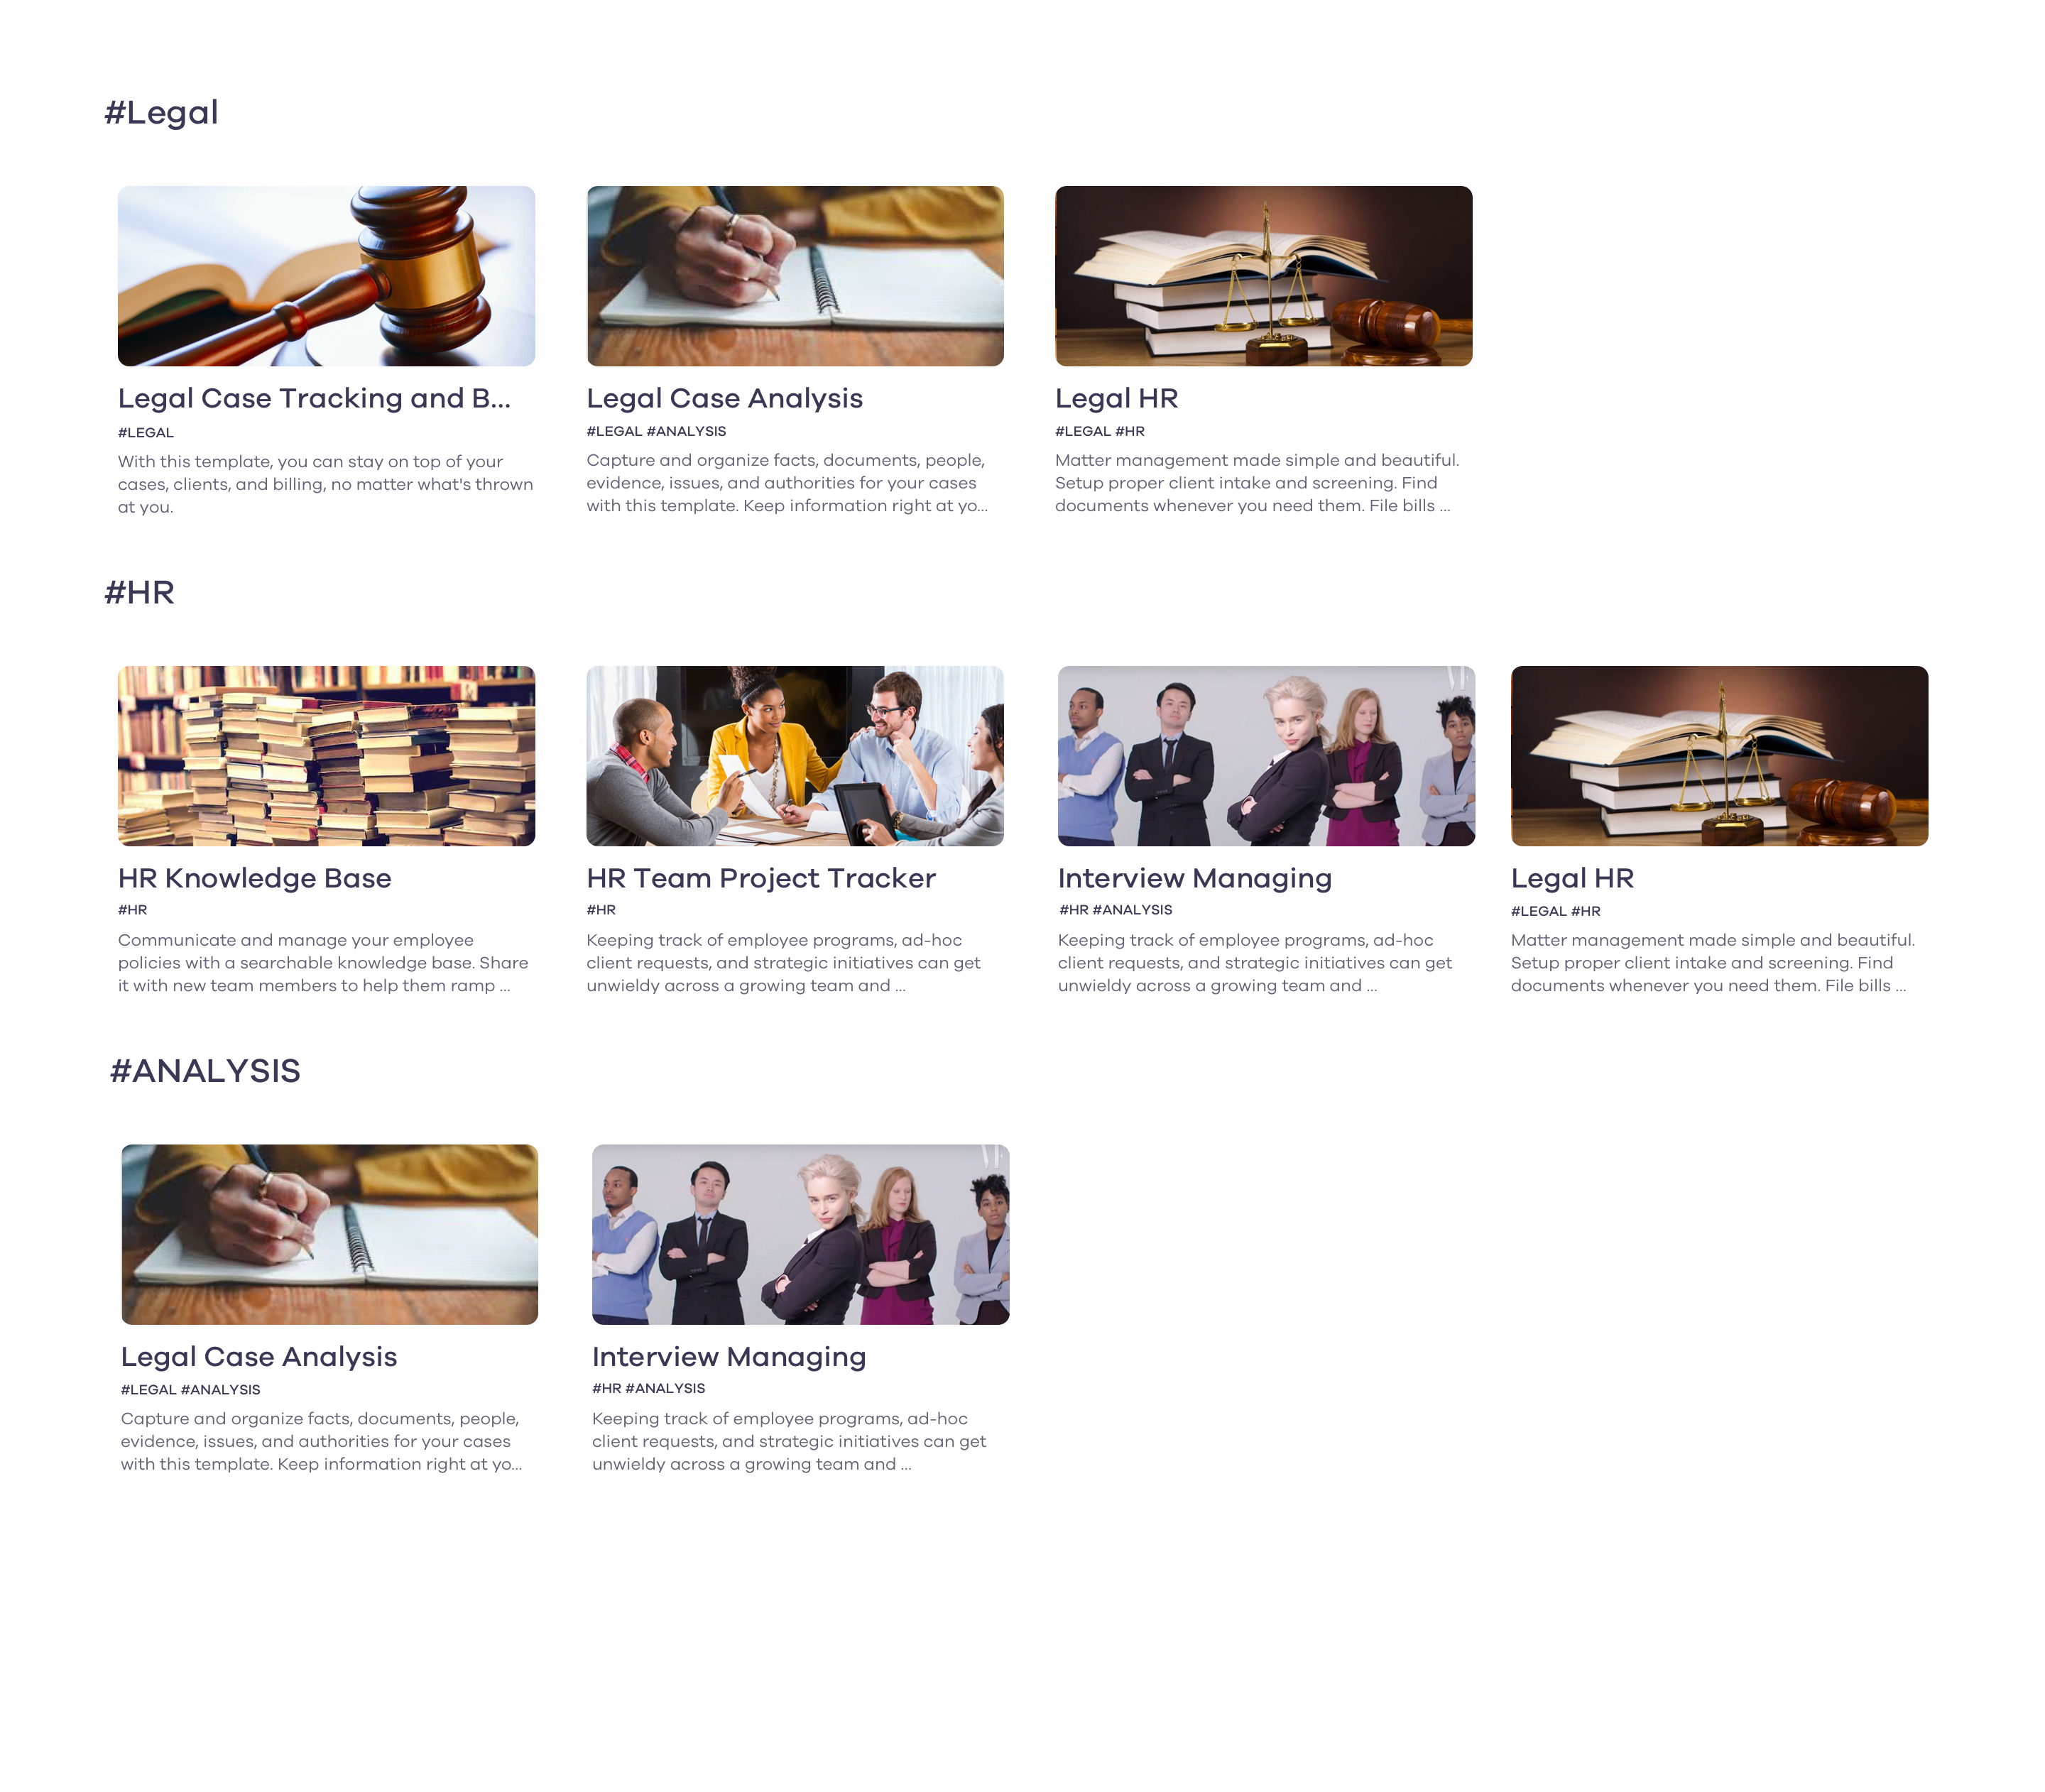 #Legal
Legal Case Tracking and B...
#LEGAL
With this template, you can stay on top of your
cases, clients, and billing, no matter what's thrown
at you.
Legal Case Analysis
#LEGAL #ANALYSIS
Capture and organize facts, documents, people,
evidence, issues, and authorities for your cases
with this template. Keep information right at yo...
Legal HR
#LEGAL #HR
Matter management made simple and beautiful.
Setup proper client intake and screening. Find
documents whenever you need them. File bills ...
#HR
HR Knowledge Base
#HR
Communicate and manage your employee
policies with a searchable knowledge base. Share
it with new team members to help them ramp ...
HR Team Project Tracker
#HR
Keeping track of employee programs, ad-hoc
client requests, and strategic initiatives can get
unwieldy across a growing team and ...
Interview Managing
#HR #ANALYSIS
Keeping track of employee programs, ad-hoc
client requests, and strategic initiatives can get
unwieldy across a growing team and ...
Legal HR
#LEGAL #HR
Matter management made simple and beautiful.
Setup proper client intake and screening. Find
documents whenever you need them. File bills ...
#ANALYSIS
Legal Case Analysis
#LEGAL #ANALYSIS
Capture and organize facts, documents, people,
evidence, issues, and authorities for your cases
with this template. Keep information right at yo...
Interview Managing
#HR #ANALYSIS
Keeping track of employee programs, ad-hoc
client requests, and strategic initiatives can get
unwieldy across a growing team and ...